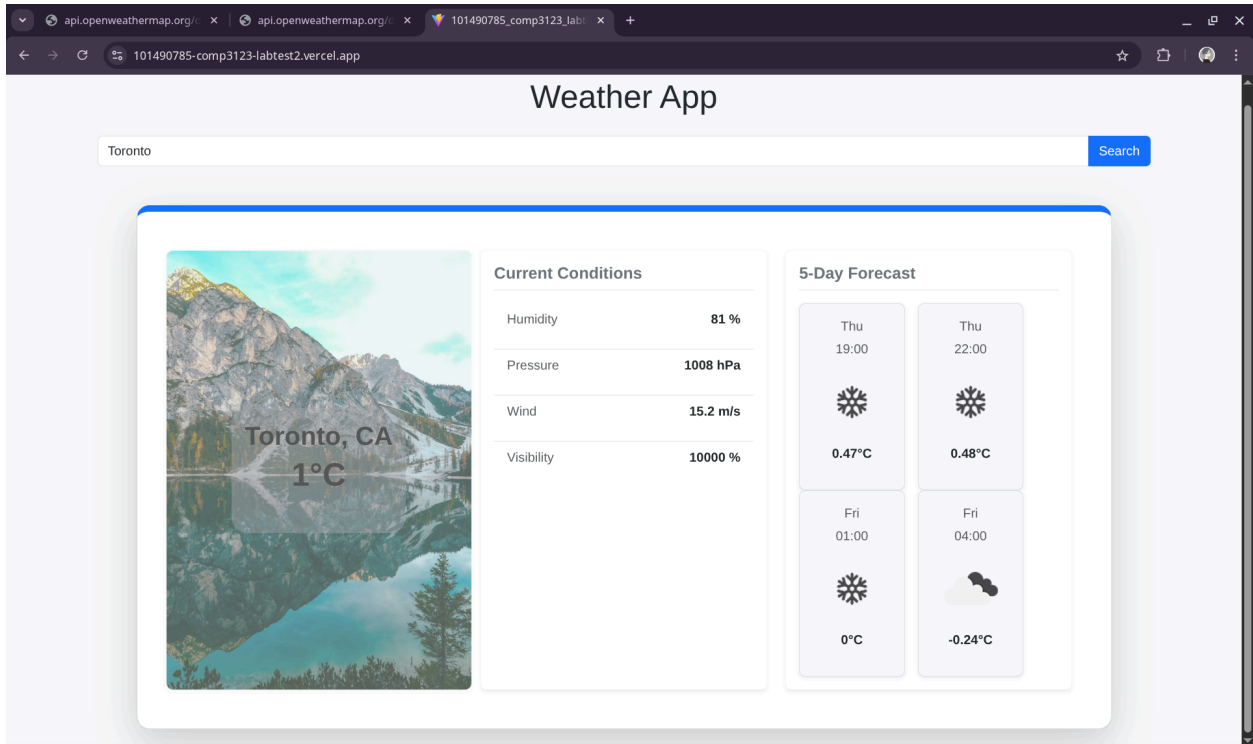 api.openweathermap.org/d
api.openweathermap.org/d
101490785_comp3123_labt
101490785-comp3123-labtest2.vercel.app
Weather App
Toronto
Search
Toronto, CA
1°C
Current Conditions
Humidity 81 %
Pressure 1008 hPa
Wind 15.2 m/s
Visibility 10000 %
5-Day Forecast
Thu
19:00
0.47°C
Thu
22:00
0.48°C
Fri
01:00
0°C
Fri
04:00
-0.24°C